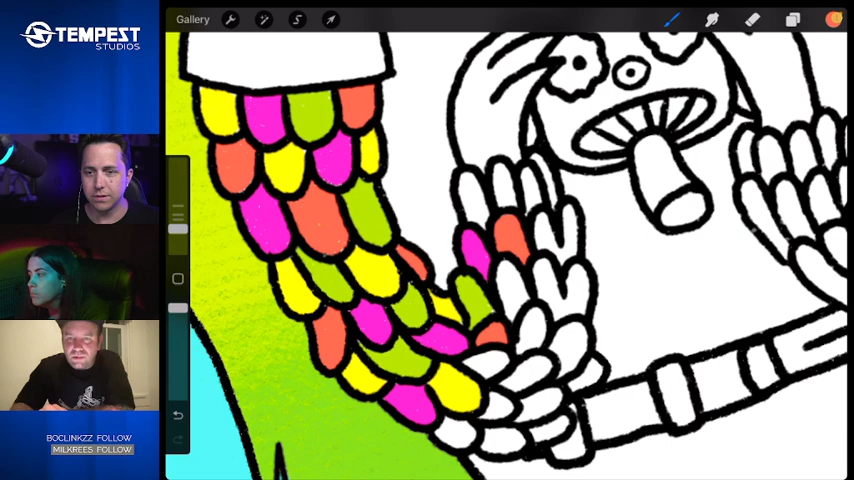 TEMPEST
STUDIOS
Gallery
BOCLINKZZ FOLLOW
MILKREES FOLLOW